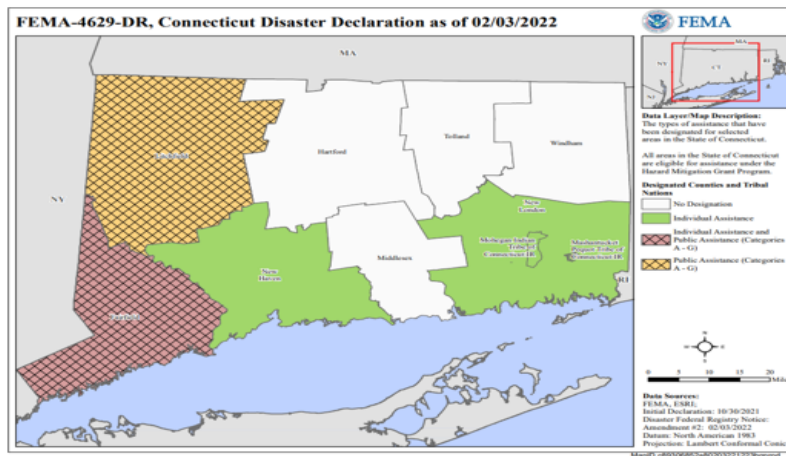 FEMA-4629-DR, Connecticut Disaster Declaration as of 02/03/2022
FEMA
MA
MA
NY
CT
RI
NJ
Data Layer/Map Description:
The types of assistance that have
been designated for selected
areas in the State of Connecticut.
All areas in the State of Connecticut
are eligible for assistance under the
Hazard Mitigation Grant Program.
Designated Counties and Tribal
Nations
No Designation
Individual Assistance
Individual Assistance and
Public Assistance (Categories
A - G)
Public Assistance (Categories
A - G)
Litchfield
Hartford
Tolland
Windham
NY
New
London
Mohegan Indian
Tribe of
Connecticut IR
Mashantucket
Pequot Tribe of
Connecticut IR
Middlesex
New
Haven
RI
Fairfield
N
W
E
S
0 5 10 15 20
Miles
Data Sources:
FEMA, ESRI;
Initial Declaration: 10/30/2021
Disaster Federal Registry Notice:
Amendment #2: 02/03/2022
Datum: North American 1983
Projection: Lambert Conformal Conic